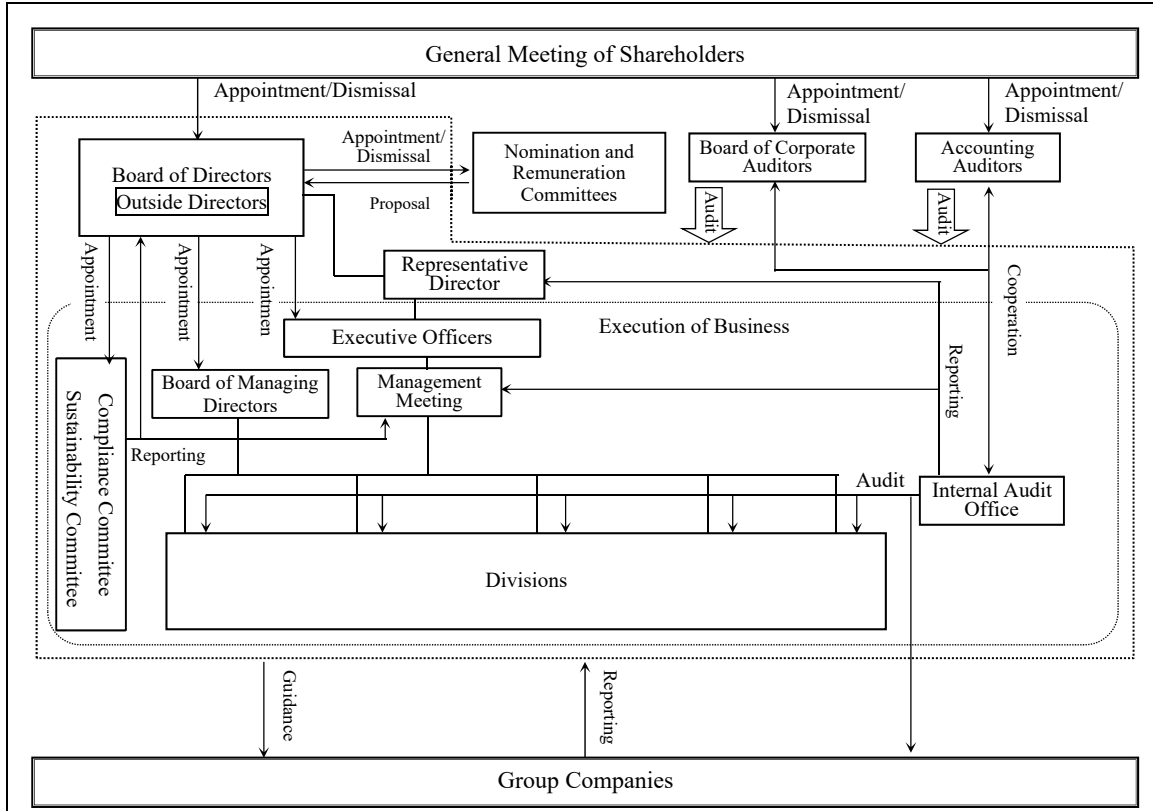 General Meeting of Shareholders
Appointment/Dismissal
Appointment/
Dismissal
Appointment/
Dismissal
Board of Directors
Outside Directors
Appointment/
Dismissal
Proposal
Nomination and
Remuneration
Committees
Board of Corporate
Auditors
Accounting
Auditors
Audit
Audit
Appointment
Appointment
Appointmen
Representative
Director
Cooperation
Executive Officers
Execution of Business
Reporting
Compliance Committee
Sustainability Committee
Board of Managing
Directors
Management
Meeting
Reporting
Audit
Internal Audit
Office
Divisions
Guidance
Reporting
Group Companies